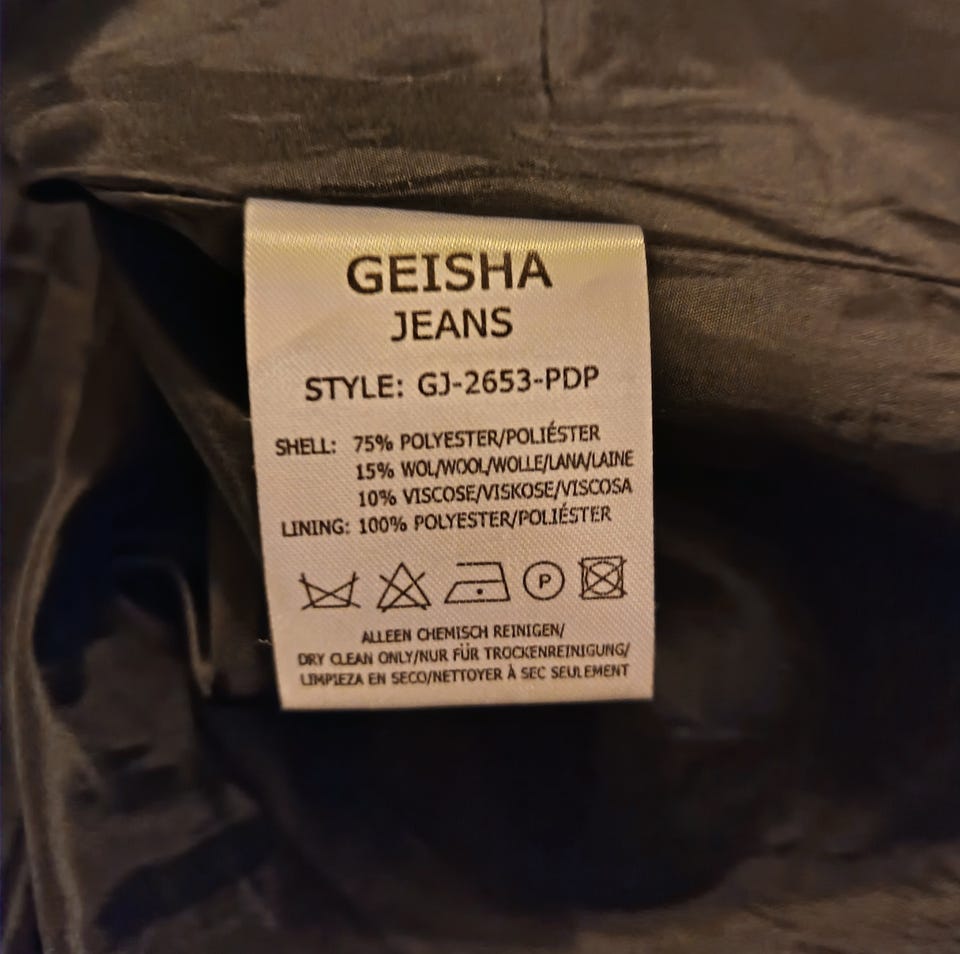 GEISHA
JEANS
STYLE: GJ-2653-PDP
SHELL: 75% POLYESTER/POLIÉSTER
15% WOL/WOOL/WOLLE/LANA/LAINE
10% VISCOSE/VISKOSE/VISCOSA
LINING: 100% POLYESTER/POLIÉSTER
P
ALLEEN CHEMISCH REINIGEN/
DRY CLEAN ONLY/NUR FÜR TROCKENREINIGUNG/
LIMPIEZA EN SECO/NETTOYER À SEC SEULEMENT